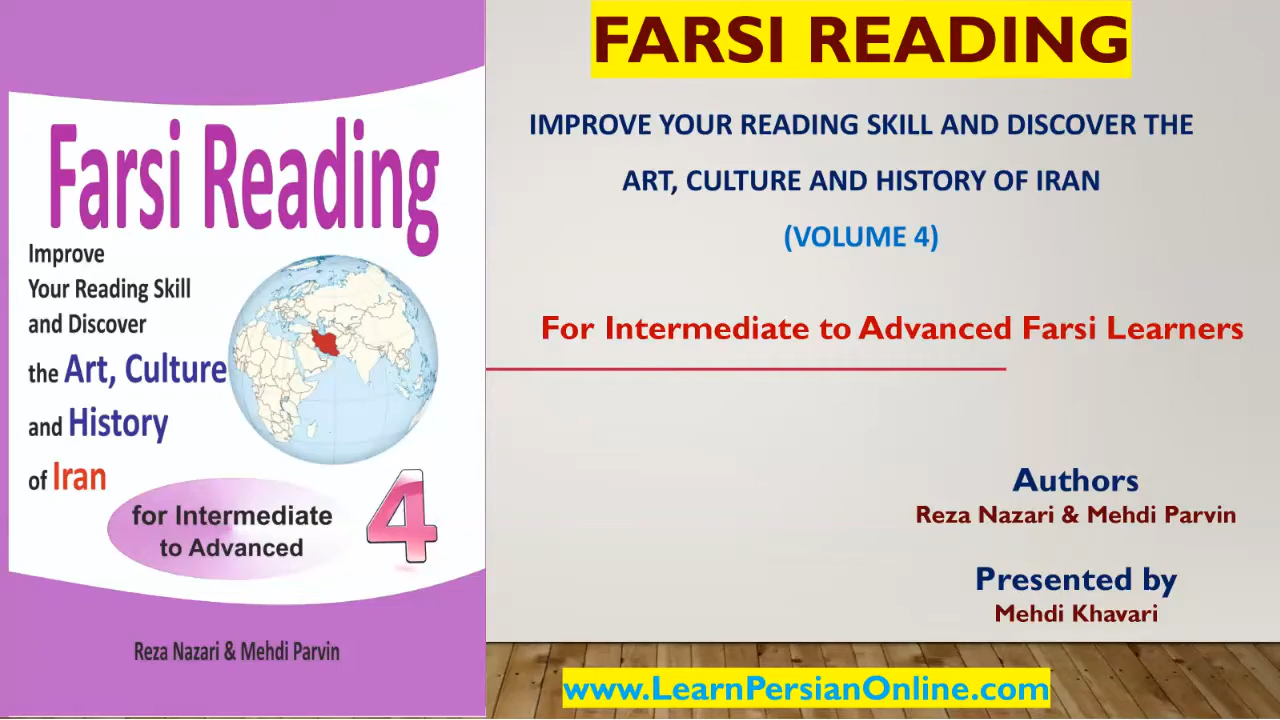 Farsi Reading
Improve
Your Reading Skill
and Discover
the Art, Culture
and History
of Iran
for Intermediate
to Advanced
4
Reza Nazari & Mehdi Parvin
FARSI READING
IMPROVE YOUR READING SKILL AND DISCOVER THE
ART, CULTURE AND HISTORY OF IRAN
(VOLUME 4)
For Intermediate to Advanced Farsi Learners
Authors
Reza Nazari & Mehdi Parvin
Presented by
Mehdi Khavari
www.LearnPersianOnline.com